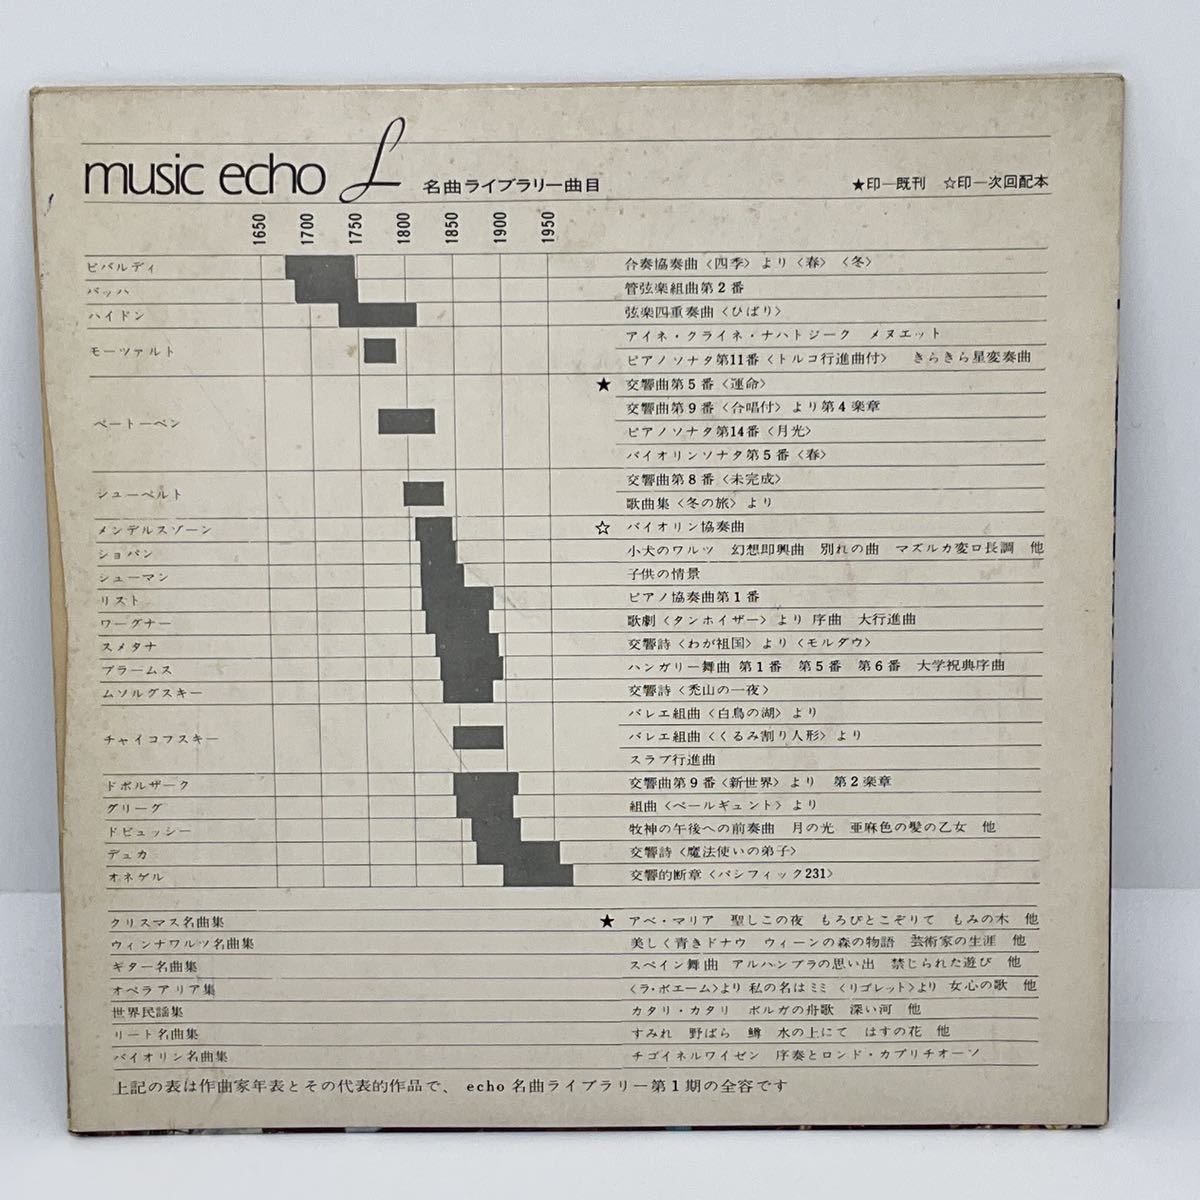 music echo L 名曲ライブラリー曲目 ★印―既刊 ☆印―次回配本
1650 1700 1750 1800 1850 1900 1950
ビバルディ 合奏協奏曲〈四季〉より〈春〉〈冬〉
バッハ 管弦楽組曲第2番
ハイドン 弦楽四重奏曲〈ひばり〉
モーツァルト アイネ・クライネ・ナハトジーク メヌエット
ピアノソナタ第11番〈トルコ行進曲付〉 きらきら星変奏曲
★ 交響曲第5番〈運命〉
交響曲第9番〈合唱付〉より第4楽章
ベートーベン ピアノソナタ第14番〈月光〉
バイオリンソナタ第5番〈春〉
シューベルト 交響曲第8番〈未完成〉
歌曲集〈冬の旅〉より
メンデルスゾーン ☆ バイオリン協奏曲
ショパン 小犬のワルツ 幻想即興曲 別れの曲 マズルカ変ロ長調 他
シューマン 子供の情景
リスト ピアノ協奏曲第1番
ワーグナー 歌劇〈タンホイザー〉より 序曲 大行進曲
スメタナ 交響詩〈わが祖国〉より〈モルダウ〉
ブラームス ハンガリー舞曲 第1番 第5番 第6番 大学祝典序曲
ムソルグスキー 交響詩〈禿山の一夜〉
バレエ組曲〈白鳥の湖〉より
チャイコフスキー バレエ組曲〈くるみ割り人形〉より
スラブ行進曲
ドボルザーク 交響曲第9番〈新世界〉より 第2楽章
グリーグ 組曲〈ペールギュント〉より
ドビュッシー 牧神の午後への前奏曲 月の光 亜麻色の髪の乙女 他
デュカ 交響詩〈魔法使いの弟子〉
オネゲル 交響的断章〈パシフィック231〉
クリスマス名曲集 ★ アベ・マリア 聖しこの夜 もろびとこぞりて もみの木 他
ウィンナワルツ名曲集 美しく青きドナウ ウィーンの森の物語 芸術家の生涯 他
ギター名曲集 スペイン舞曲 アルハンブラの思い出 禁じられた遊び 他
オペラアリア集 〈ラ・ボエーム〉より 私の名はミミ 〈リゴレット〉より 女心の歌 他
世界民謡集 カタリ・カタリ ボルガの舟歌 深い河 他
リート名曲集 すみれ 野ばら 鱒 水の上にて はすの花 他
バイオリン名曲集 チゴイネルワイゼン 序奏とロンド・カプリチオーソ
上記の表は作曲家年表とその代表的作品で、 echo 名曲ライブラリー第1期の全容です